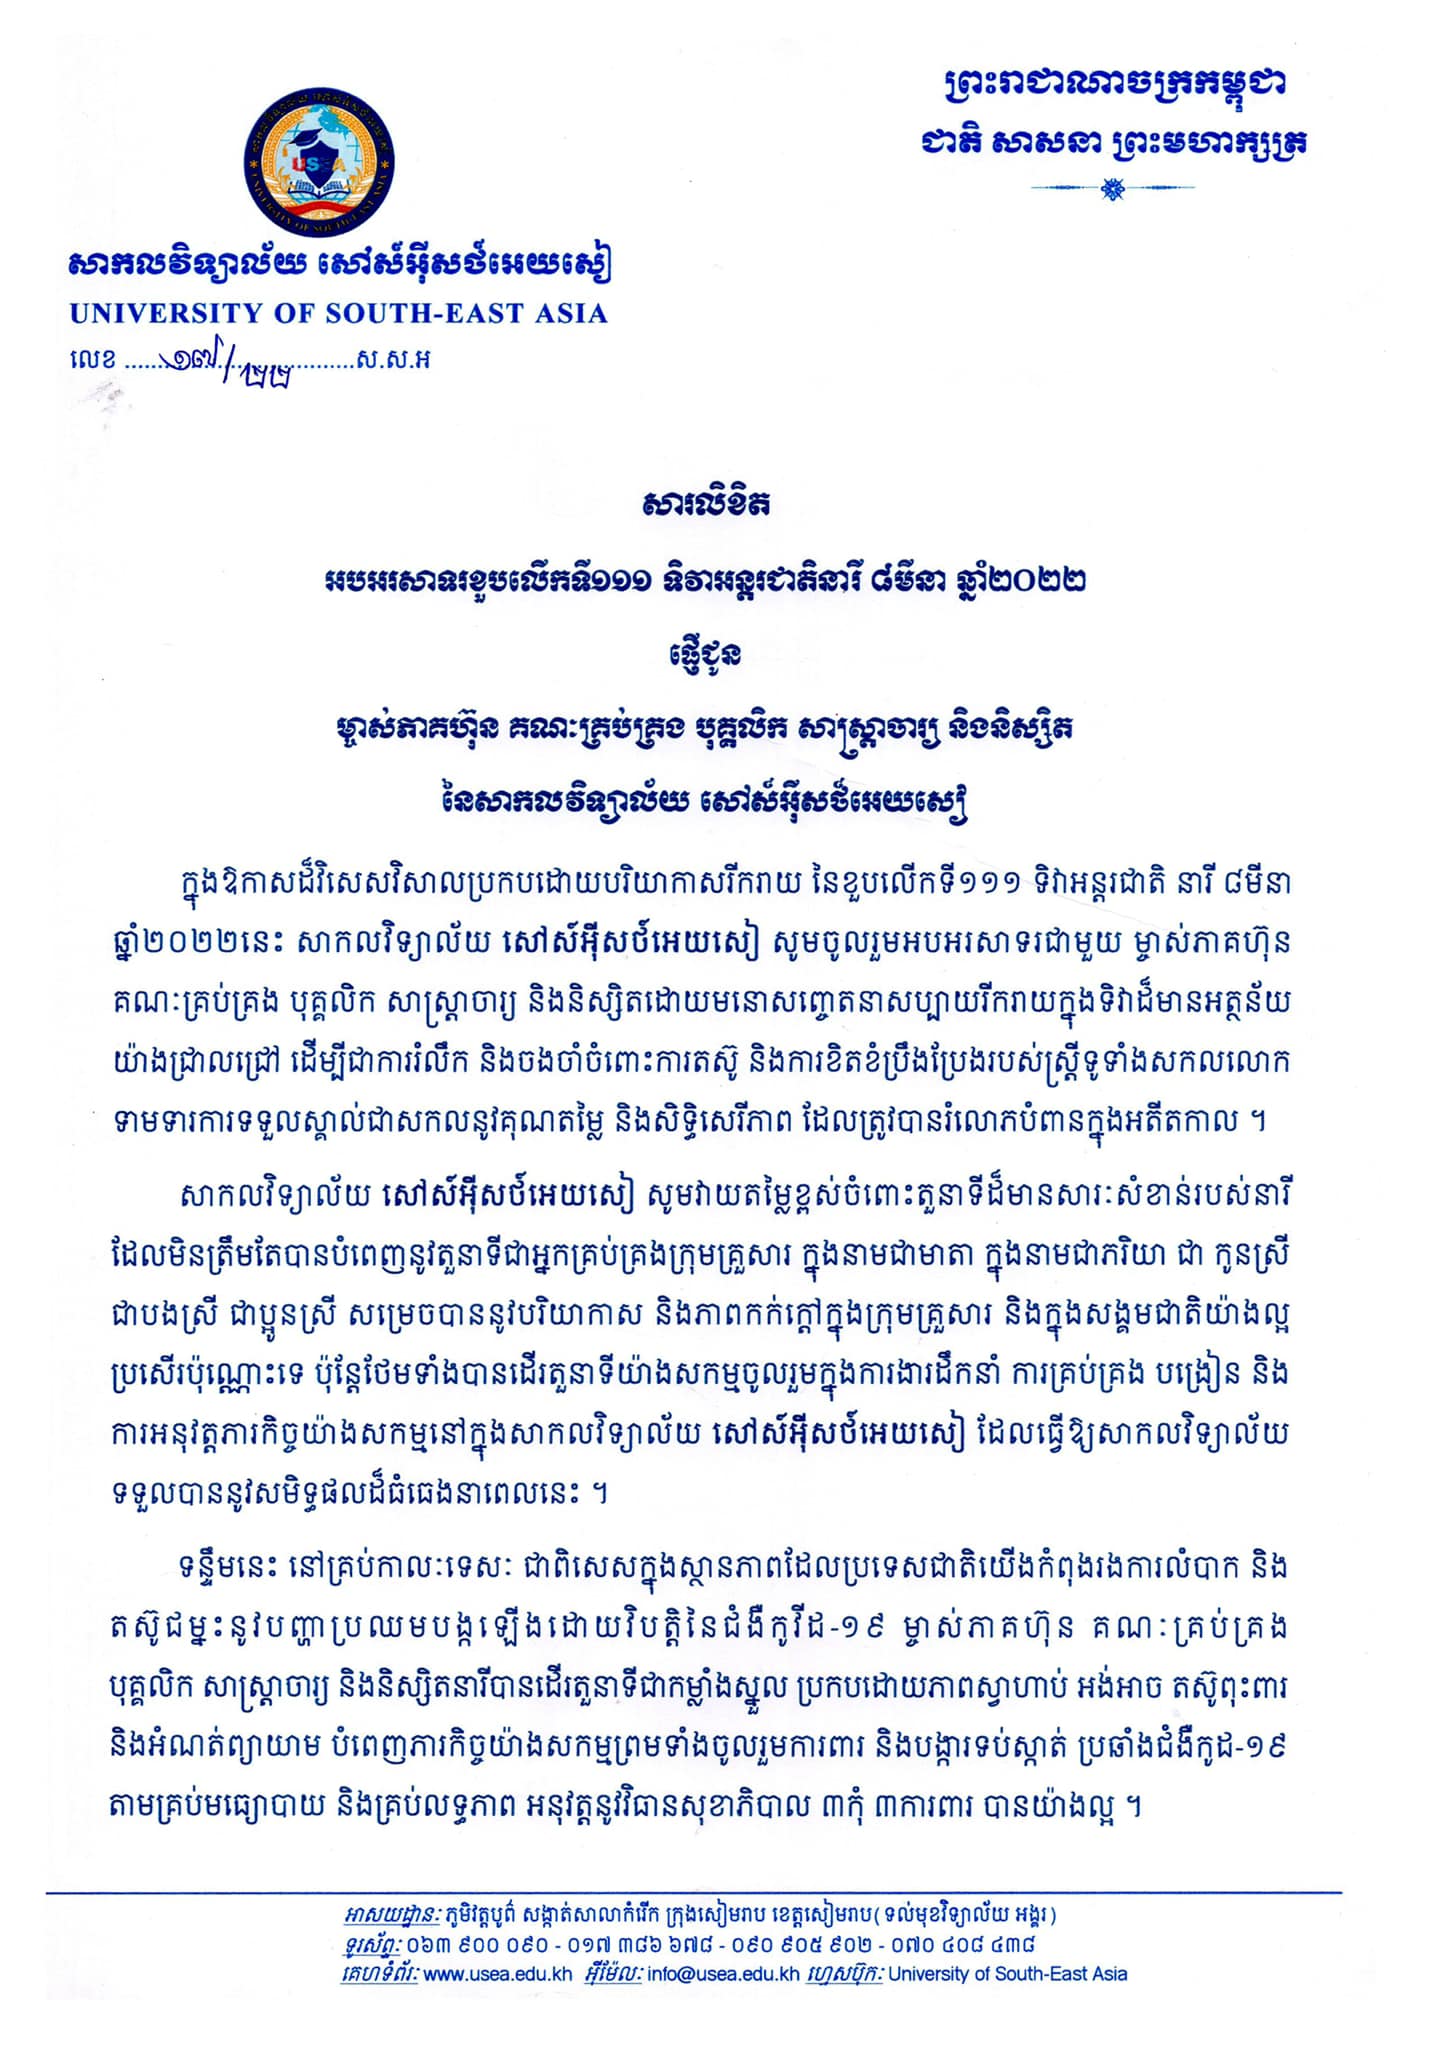 ព្រះរាជាណាចក្រកម្ពុជា
ជាតិ សាសនា ព្រះមហាក្សត្រ
USEA
UNIVERSITY OF SOUTH-EAST ASIA
សាកលវិទ្យាល័យ សៅស៍អ៊ីសថ៍អេយសៀ
UNIVERSITY OF SOUTH-EAST ASIA
លេខ ......១៧/២២......ស.ស.អ
សារលិខិត
អបអរសាទរខួបលើកទី១១១ ទិវាអន្តរជាតិនារី ៨មីនា ឆ្នាំ២០២២
ផ្ញើជូន
ម្ចាស់ភាគហ៊ុន គណៈគ្រប់គ្រង បុគ្គលិក សាស្ត្រាចារ្យ និងនិស្សិត
នៃសាកលវិទ្យាល័យ សៅស៍អ៊ីសថ៍អេយសៀ
ក្នុងឱកាសដ៏វិសេសវិសាលប្រកបដោយបរិយាកាសរីករាយ នៃខួបលើកទី១១១ ទិវាអន្តរជាតិ នារី ៨មីនា
ឆ្នាំ២០២២នេះ សាកលវិទ្យាល័យ សៅស៍អ៊ីសថ៍អេយសៀ សូមចូលរួមអបអរសាទរជាមួយ ម្ចាស់ភាគហ៊ុន
គណៈគ្រប់គ្រង បុគ្គលិក សាស្ត្រាចារ្យ និងនិស្សិតដោយមនោសញ្ចេតនាសប្បាយរីករាយក្នុងទិវាដ៏មានអត្ថន័យ
យ៉ាងជ្រាលជ្រៅ ដើម្បីជាការរំលឹក និងចងចាំចំពោះការតស៊ូ និងការខិតខំប្រឹងប្រែងរបស់ស្ត្រីទូទាំងសកលលោក
ទាមទារការទទួលស្គាល់ជាសកលនូវគុណតម្លៃ និងសិទ្ធិសេរីភាព ដែលត្រូវបានរំលោភបំពានក្នុងអតីតកាល ។
សាកលវិទ្យាល័យ សៅស៍អ៊ីសថ៍អេយសៀ សូមវាយតម្លៃខ្ពស់ចំពោះតួនាទីដ៏មានសារៈសំខាន់របស់នារី
ដែលមិនត្រឹមតែបានបំពេញនូវតួនាទីជាអ្នកគ្រប់គ្រងក្រុមគ្រួសារ ក្នុងនាមជាមាតា ក្នុងនាមជាភរិយា ជា កូនស្រី
ជាបងស្រី ជាប្អូនស្រី សម្រេចបាននូវបរិយាកាស និងភាពកក់ក្តៅក្នុងក្រុមគ្រួសារ និងក្នុងសង្គមជាតិយ៉ាងល្អ
ប្រសើរប៉ុណ្ណោះទេ ប៉ុន្តែថែមទាំងបានដើរតួនាទីយ៉ាងសកម្មចូលរួមក្នុងការងារដឹកនាំ ការគ្រប់គ្រង បង្រៀន និង
ការអនុវត្តភារកិច្ចយ៉ាងសកម្មនៅក្នុងសាកលវិទ្យាល័យ សៅស៍អ៊ីសថ៍អេយសៀ ដែលធ្វើឱ្យសាកលវិទ្យាល័យ
ទទួលបាននូវសមិទ្ធផលដ៏ធំធេងនាពេលនេះ ។
ទន្ទឹមនេះ នៅគ្រប់កាលៈទេសៈ ជាពិសេសក្នុងស្ថានភាពដែលប្រទេសជាតិយើងកំពុងរងការលំបាក និង
តស៊ូជម្នះនូវបញ្ហាប្រឈមបង្កឡើងដោយវិបត្តិនៃជំងឺកូវីដ-១៩ ម្ចាស់ភាគហ៊ុន គណៈគ្រប់គ្រង
បុគ្គលិក សាស្ត្រាចារ្យ និងនិស្សិតនារីបានដើរតួនាទីជាកម្លាំងស្នូល ប្រកបដោយភាពស្វាហាប់ អង់អាច តស៊ូពុះពារ
និងអំណត់ព្យាយាម បំពេញភារកិច្ចយ៉ាងសកម្មព្រមទាំងចូលរួមការពារ និងបង្ការទប់ស្កាត់ ប្រឆាំងជំងឺកូដ-១៩
តាមគ្រប់មធ្យោបាយ និងគ្រប់លទ្ធភាព អនុវត្តនូវវិធានសុខាភិបាល ៣កុំ ៣ការពារ បានយ៉ាងល្អ ។
អាសយដ្ឋានៈ ភូមិវត្តបូព៌ សង្កាត់សាលាកំរើក ក្រុងសៀមរាប ខេត្តសៀមរាប(ទល់មុខវិទ្យាល័យ អង្គរ)
ទូរស័ព្ទៈ ០៦៣ ៩០០ ០៩០ - ០១៧ ៣៨៦ ៦៧៨ - ០៩០ ៩០៥ ៩០២ - ០៧០ ៤០៨ ៤៣៨
គេហទំព័រៈ www.usea.edu.kh អ៊ីម៉ែលៈ info@usea.edu.kh ហ្វេសប៊ុកៈ University of South-East Asia